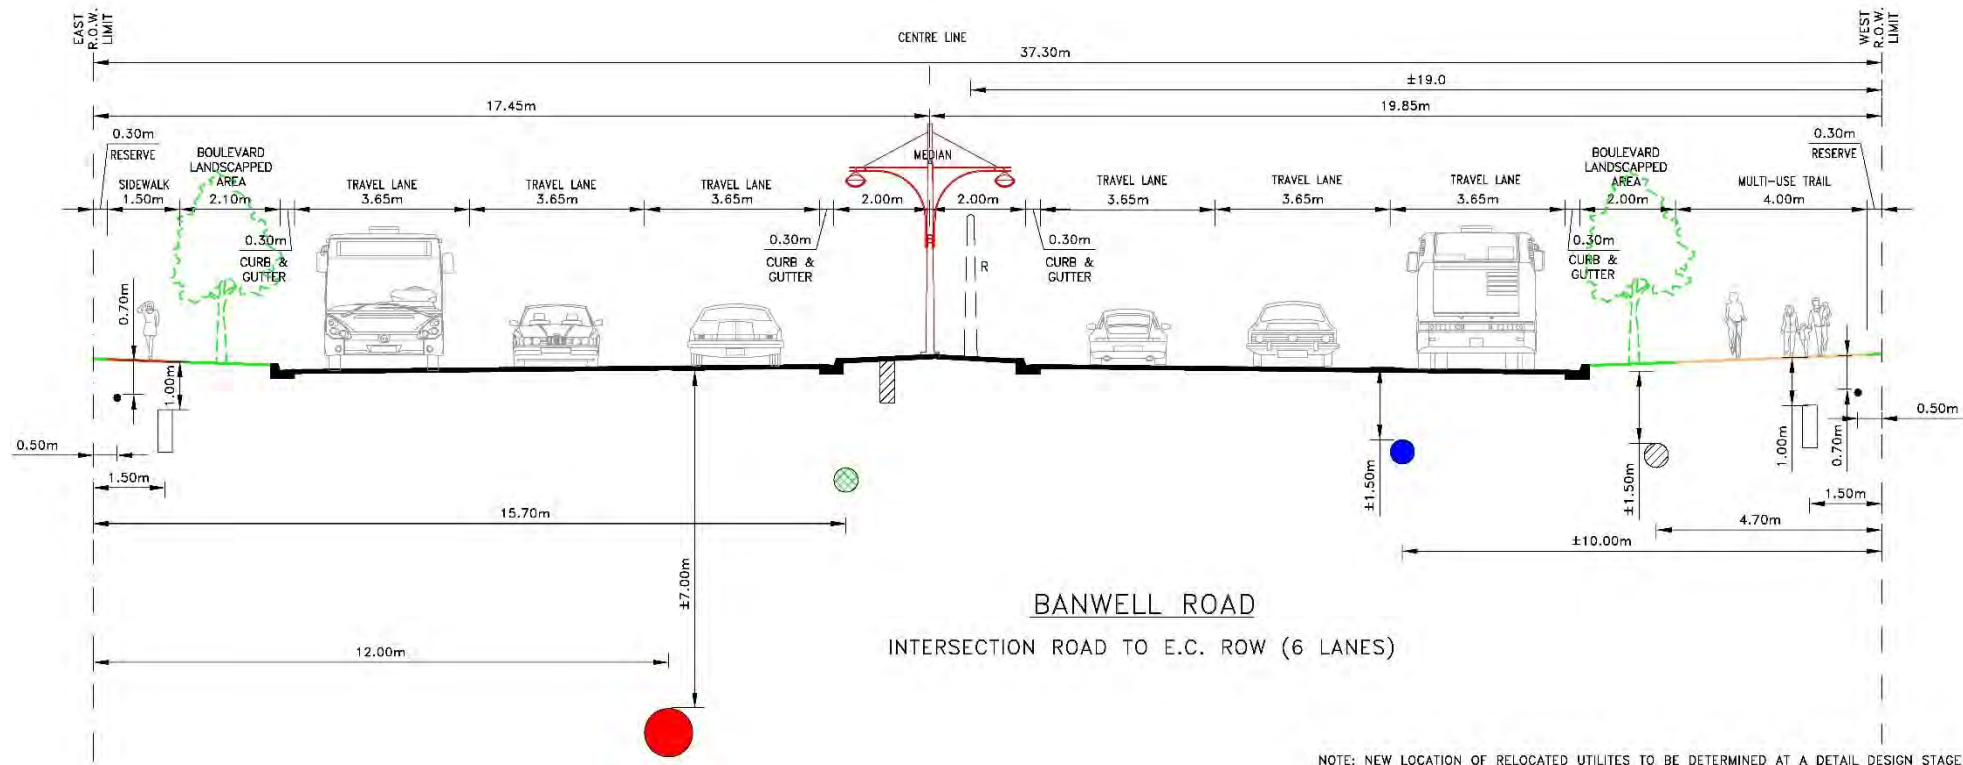 EAST
R.O.W.
LIMIT
CENTRE LINE
WEST
R.O.W.
LIMIT
37.30m
±19.0
17.45m
19.85m
0.30m
RESERVE
0.30m
RESERVE
BOULEVARD
LANDSCAPPED
AREA
MEDIAN
BOULEVARD
LANDSCAPPED
AREA
SIDEWALK
TRAVEL LANE
TRAVEL LANE
TRAVEL LANE
TRAVEL LANE
TRAVEL LANE
TRAVEL LANE
MULTI-USE TRAIL
1.50m
2.10m
3.65m
3.65m
3.65m
2.00m
2.00m
3.65m
3.65m
3.65m
2.00m
4.00m
0.30m
CURB &
GUTTER
0.30m
CURB &
GUTTER
R
0.30m
CURB &
GUTTER
0.30m
CURB &
GUTTER
0.70m
1.00m
0.50m
1.50m
15.70m
±7.00m
12.00m
±1.50m
±1.50m
1.00m
0.70m
0.50m
1.50m
4.70m
±10.00m
BANWELL ROAD
INTERSECTION ROAD TO E.C. ROW (6 LANES)
NOTE: NEW LOCATION OF RELOCATED UTILITES TO BE DETERMINED AT A DETAIL DESIGN STAGE